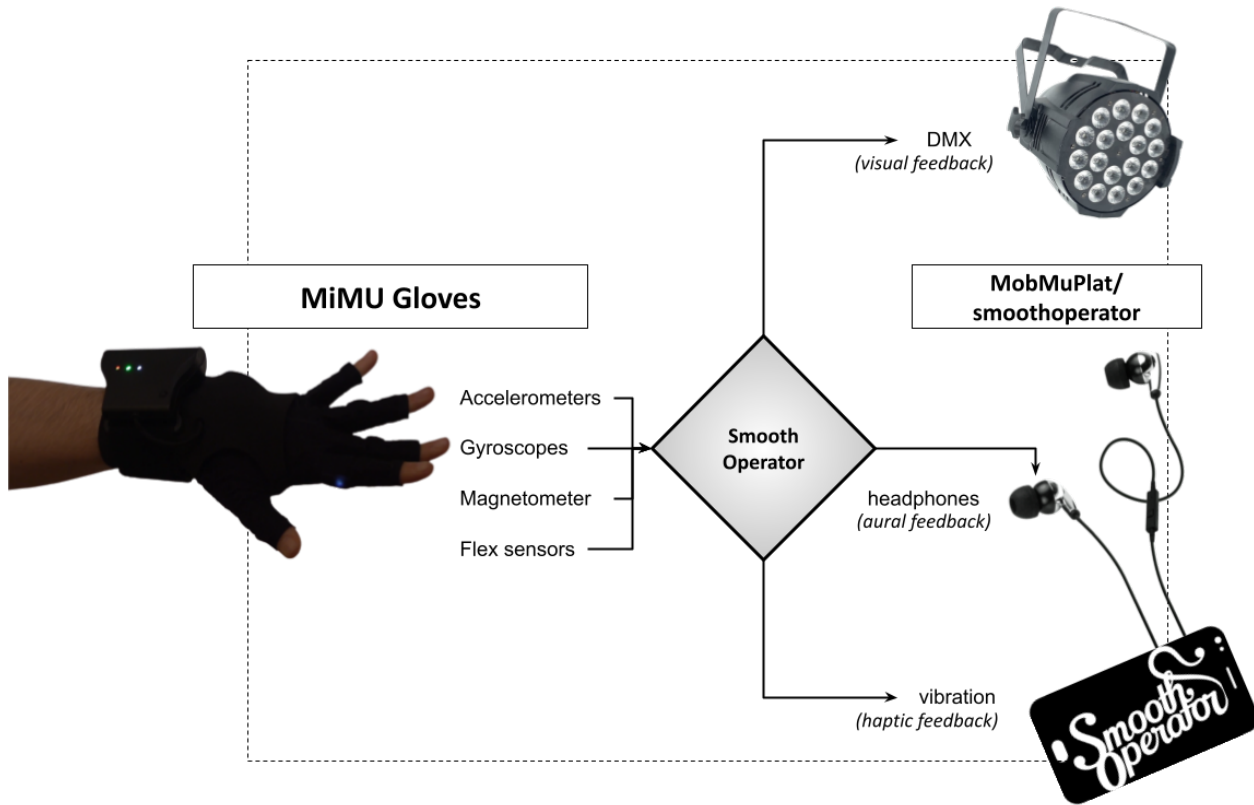 DMX
(visual feedback)
MiMU Gloves
MobMuPlat/
smoothoperator
Accelerometers
Gyroscopes
Magnetometer
Flex sensors
Smooth
Operator
headphones
(aural feedback)
vibration
(haptic feedback)
Smooth
Operator